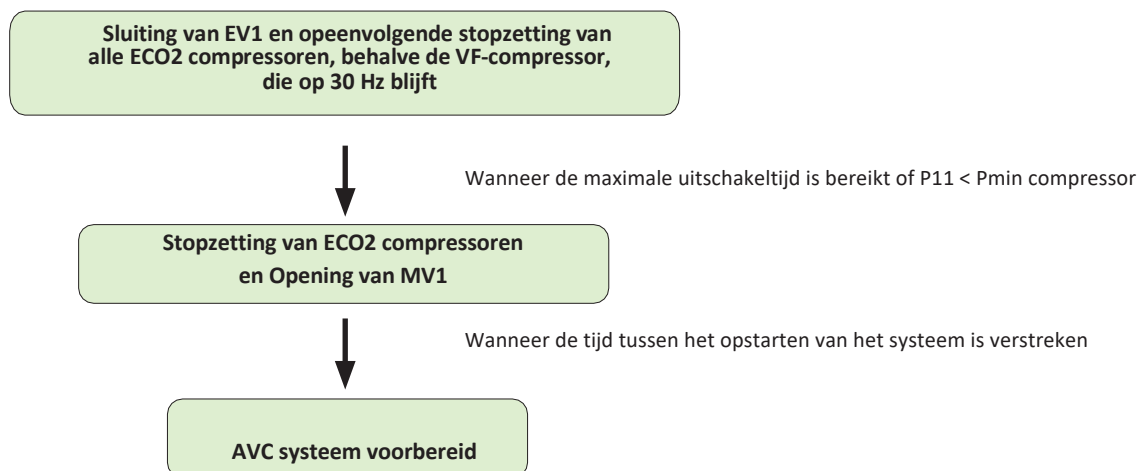 Sluiting van EV1 en opeenvolgende stopzetting van
alle ECO2 compressoren, behalve de VF-compressor,
die op 30 Hz blijft
Wanneer de maximale uitschakeltijd is bereikt of P11 < Pmin compressor
Stopzetting van ECO2 compressoren
en Opening van MV1
Wanneer de tijd tussen het opstarten van het systeem is verstreken
AVC systeem voorbereid